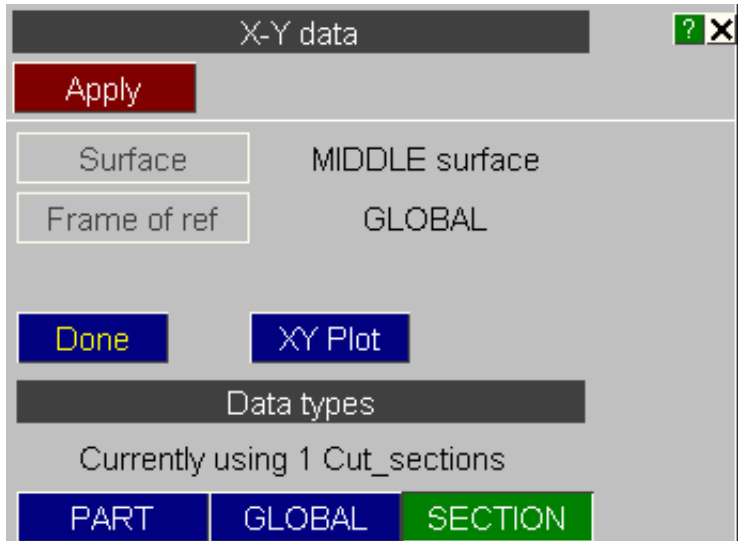 X-Y data ? X
Apply
Surface MIDDLE surface
Frame of ref GLOBAL
Done XY Plot
Data types
Currently using 1 Cut_sections
PART GLOBAL SECTION